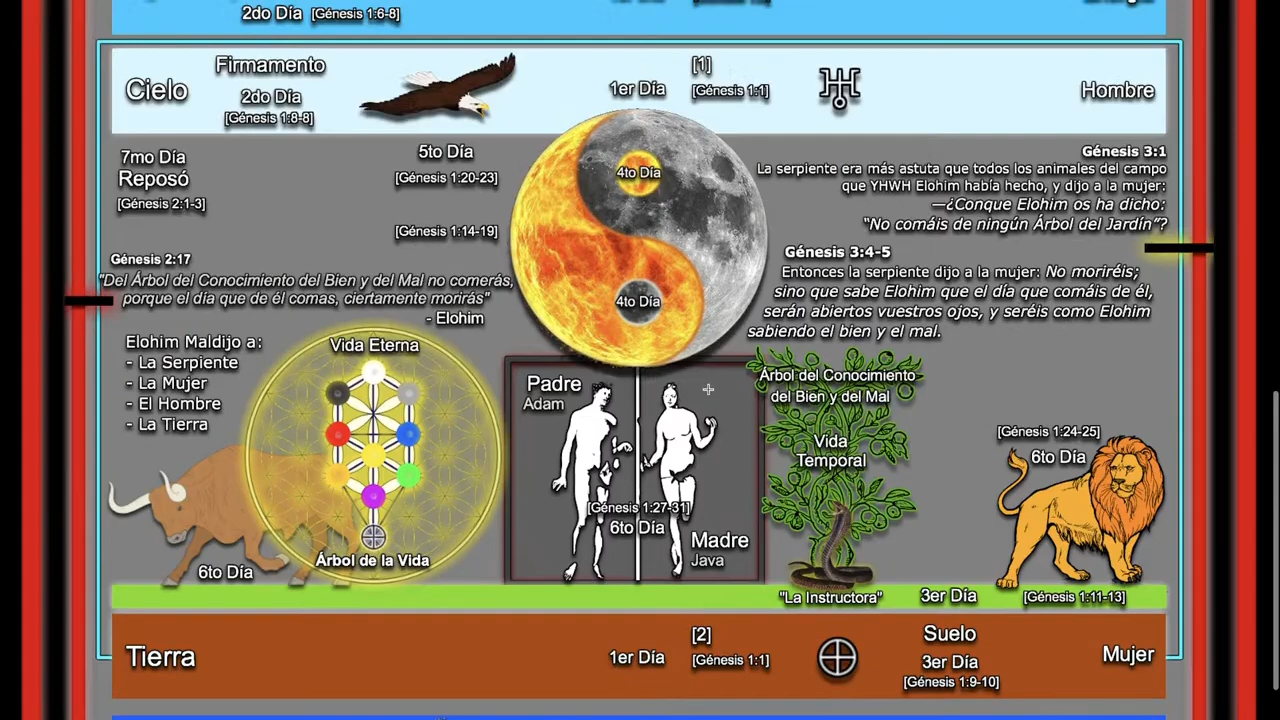 2do Día [Génesis 1:6-8]
Cielo
Firmamento
2do Día
[Génesis 1:8-8]
1er Día
[1]
[Génesis 1:1]
Hombre
7mo Día
Reposó
[Génesis 2:1-3]
5to Día
[Génesis 1:20-23]
[Génesis 1:14-19]
4to Día
4to Día
Génesis 3:1
La serpiente era más astuta que todos los animales del campo
que YHWH Elohim había hecho, y dijo a la mujer:
—¿Conque Elohim os ha dicho:
“No comáis de ningún Árbol del Jardín”?
Génesis 3:4-5
Entonces la serpiente dijo a la mujer: No moriréis;
sino que sabe Elohim que el día que comáis de él,
serán abiertos vuestros ojos, y seréis como Elohim
sabiendo el bien y el mal.
Génesis 2:17
"Del Árbol del Conocimiento del Bien y del Mal no comerás,
porque el día que de él comas, ciertamente morirás"
- Elohim
Elohim Maldijo a:
- La Serpiente
- La Mujer
- El Hombre
- La Tierra
Vida Eterna
Árbol de la Vida
6to Día
Padre
Adam
[Génesis 1:27-31]
6to Día
Madre
Java
Árbol del Conocimiento
del Bien y del Mal
Vida
Temporal
"La Instructora"
[Génesis 1:24-25]
6to Día
3er Día
[Génesis 1:11-13]
Tierra
1er Día
[2]
[Génesis 1:1]
Suelo
3er Día
[Génesis 1:9-10]
Mujer